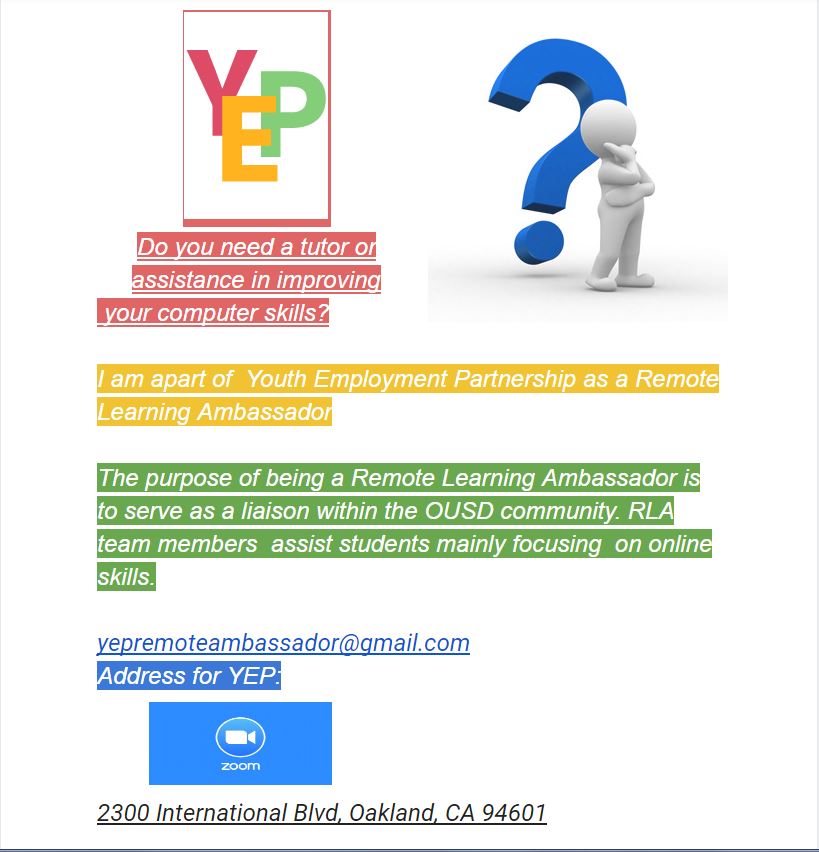 YEP
Do you need a tutor or
assistance in improving
your computer skills?
I am apart of  Youth Employment Partnership as a Remote
Learning Ambassador
The purpose of being a Remote Learning Ambassador is
to serve as a liaison within the OUSD community. RLA
team members  assist students mainly focusing  on online
skills.
yepremoteambassador@gmail.com
Address for YEP:
zoom
2300 International Blvd, Oakland, CA 94601